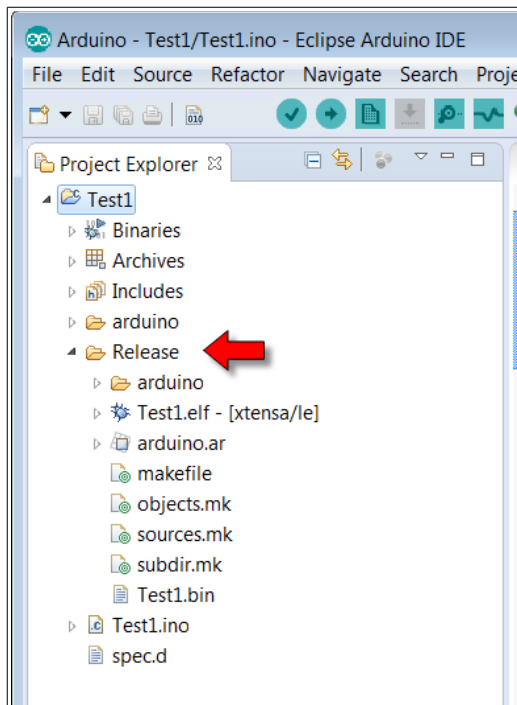 Arduino - Test1/Test1.ino - Eclipse Arduino IDE
File Edit Source Refactor Navigate Search Proje
010
Project Explorer
Test1
Binaries
Archives
Includes
arduino
Release
arduino
Test1.elf - [xtensa/le]
arduino.ar
makefile
objects.mk
sources.mk
subdir.mk
Test1.bin
Test1.ino
spec.d